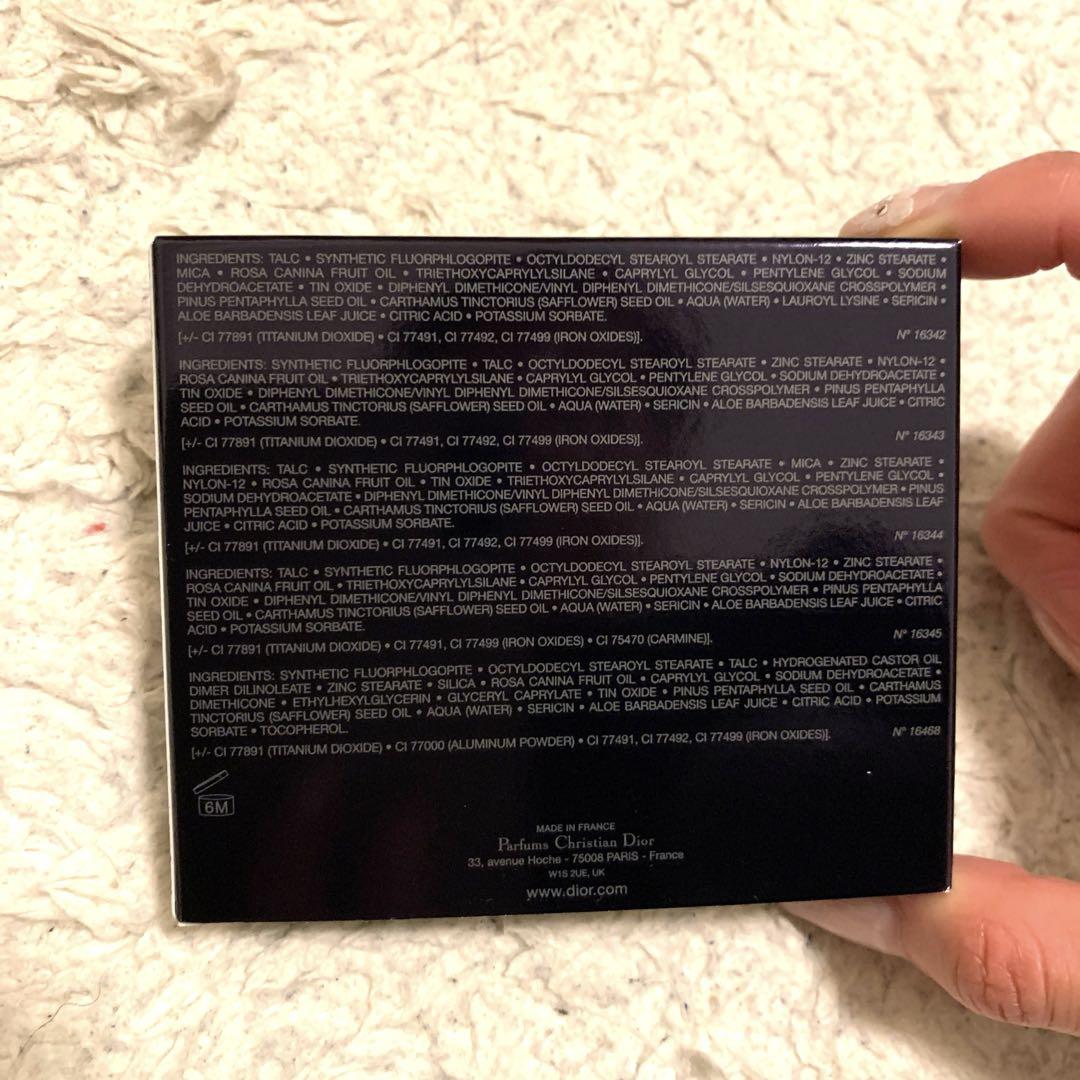 INGREDIENTS: TALC • SYNTHETIC FLUORPHLOGOPITE • OCTYLDODECYL STEAROYL STEARATE • NYLON-12 • ZINC STEARATE •
MICA • ROSA CANINA FRUIT OIL • TRIETHOXYCAPRYLYLSILANE • CAPRYLYL GLYCOL • PENTYLENE GLYCOL • SODIUM
DEHYDROACETATE • TIN OXIDE • DIPHENYL DIMETHICONE/VINYL DIPHENYL DIMETHICONE/SILSESQUIOXANE CROSSPOLYMER •
PINUS PENTAPHYLLA SEED OIL • CARTHAMUS TINCTORIUS (SAFFLOWER) SEED OIL • AQUA (WATER) • LAUROYL LYSINE • SERICIN •
ALOE BARBADENSIS LEAF JUICE • CITRIC ACID • POTASSIUM SORBATE.
[+/- CI 77891 (TITANIUM DIOXIDE) • CI 77491, CI 77492, CI 77499 (IRON OXIDES)]. N° 16342
INGREDIENTS: SYNTHETIC FLUORPHLOGOPITE • TALC • OCTYLDODECYL STEAROYL STEARATE • ZINC STEARATE • NYLON-12 •
ROSA CANINA FRUIT OIL • TRIETHOXYCAPRYLYLSILANE • CAPRYLYL GLYCOL • PENTYLENE GLYCOL • SODIUM DEHYDROACETATE •
TIN OXIDE • DIPHENYL DIMETHICONE/VINYL DIPHENYL DIMETHICONE/SILSESQUIOXANE CROSSPOLYMER • PINUS PENTAPHYLLA
SEED OIL • CARTHAMUS TINCTORIUS (SAFFLOWER) SEED OIL • AQUA (WATER) • SERICIN • ALOE BARBADENSIS LEAF JUICE • CITRIC
ACID • POTASSIUM SORBATE.
[+/- CI 77891 (TITANIUM DIOXIDE) • CI 77491, CI 77492, CI 77499 (IRON OXIDES)]. N° 16343
INGREDIENTS: TALC • SYNTHETIC FLUORPHLOGOPITE • OCTYLDODECYL STEAROYL STEARATE • MICA • ZINC STEARATE •
NYLON-12 • ROSA CANINA FRUIT OIL • TIN OXIDE • TRIETHOXYCAPRYLYLSILANE • CAPRYLYL GLYCOL • PENTYLENE GLYCOL •
SODIUM DEHYDROACETATE • DIPHENYL DIMETHICONE/VINYL DIPHENYL DIMETHICONE/SILSESQUIOXANE CROSSPOLYMER • PINUS
PENTAPHYLLA SEED OIL • CARTHAMUS TINCTORIUS (SAFFLOWER) SEED OIL • AQUA (WATER) • SERICIN • ALOE BARBADENSIS LEAF
JUICE • CITRIC ACID • POTASSIUM SORBATE.
[+/- CI 77891 (TITANIUM DIOXIDE) • CI 77491, CI 77492, CI 77499 (IRON OXIDES)]. N° 16344
INGREDIENTS: TALC • SYNTHETIC FLUORPHLOGOPITE • OCTYLDODECYL STEAROYL STEARATE • NYLON-12 • ZINC STEARATE •
ROSA CANINA FRUIT OIL • TRIETHOXYCAPRYLYLSILANE • CAPRYLYL GLYCOL • PENTYLENE GLYCOL • SODIUM DEHYDROACETATE •
TIN OXIDE • DIPHENYL DIMETHICONE/VINYL DIPHENYL DIMETHICONE/SILSESQUIOXANE CROSSPOLYMER • PINUS PENTAPHYLLA
SEED OIL • CARTHAMUS TINCTORIUS (SAFFLOWER) SEED OIL • AQUA (WATER) • SERICIN • ALOE BARBADENSIS LEAF JUICE • CITRIC
ACID • POTASSIUM SORBATE.
[+/- CI 77891 (TITANIUM DIOXIDE) • CI 77491, CI 77499 (IRON OXIDES) • CI 75470 (CARMINE)]. N° 16345
INGREDIENTS: SYNTHETIC FLUORPHLOGOPITE • OCTYLDODECYL STEAROYL STEARATE • TALC • HYDROGENATED CASTOR OIL
DIMER DILINOLEATE • ZINC STEARATE • SILICA • ROSA CANINA FRUIT OIL • CAPRYLYL GLYCOL • SODIUM DEHYDROACETATE •
DIMETHICONE • ETHYLHEXYLGLYCERIN • GLYCERYL CAPRYLATE • TIN OXIDE • PINUS PENTAPHYLLA SEED OIL • CARTHAMUS
TINCTORIUS (SAFFLOWER) SEED OIL • AQUA (WATER) • SERICIN • ALOE BARBADENSIS LEAF JUICE • CITRIC ACID • POTASSIUM
SORBATE • TOCOPHEROL.
[+/- CI 77891 (TITANIUM DIOXIDE) • CI 77000 (ALUMINUM POWDER) • CI 77491, CI 77492, CI 77499 (IRON OXIDES)]. N° 16468
6M
MADE IN FRANCE
Parfums Christian Dior
33, avenue Hoche - 75008 PARIS - France
W1S 2UE, UK
www.dior.com